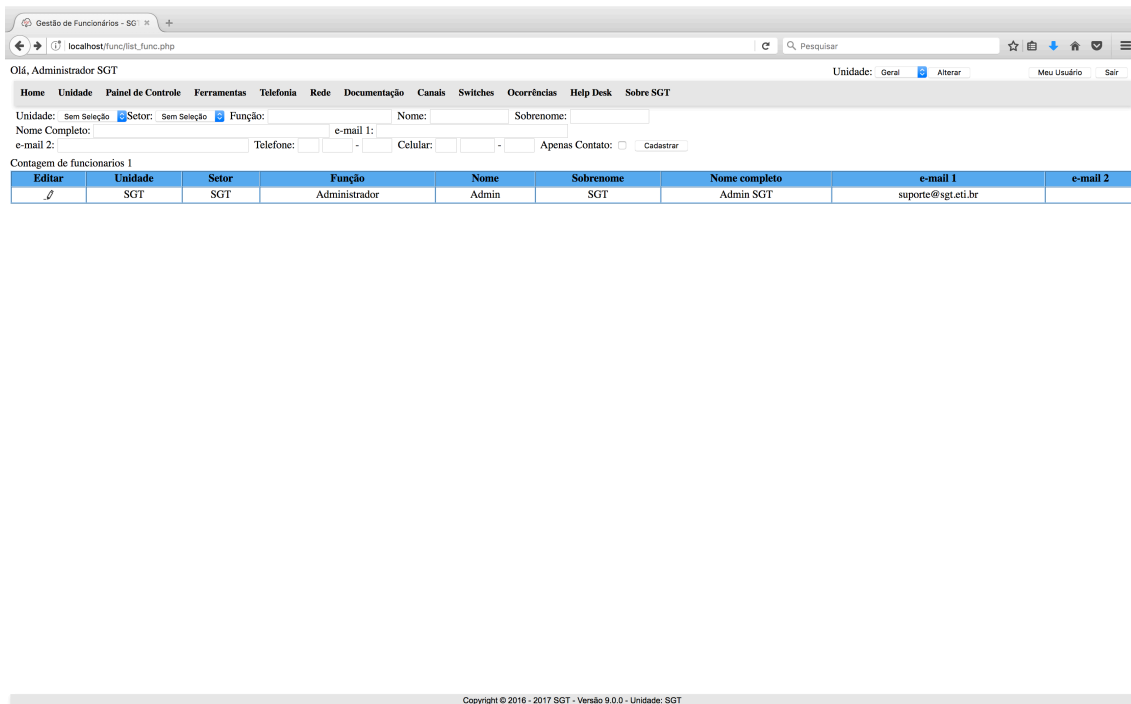 Gestão de Funcionários - SG
localhost/func/list_func.php
Pesquisar
Olá, Administrador SGT
Unidade: Geral Alterar Meu Usuário Sair
Home Unidade Painel de Controle Ferramentas Telefonia Rede Documentação Canais Switches Ocorrências Help Desk Sobre SGT
Unidade: Sem Seleção Setor: Sem Seleção Função: Nome: Sobrenome:
Nome Completo: e-mail 1:
e-mail 2: Telefone: - Celular: - Apenas Contato: Cadastrar
Contagem de funcionarios 1
Editar Unidade Setor Função Nome Sobrenome Nome completo e-mail 1 e-mail 2
SGT SGT Administrador Admin SGT Admin SGT suporte@sgt.eti.br
Copyright © 2016 - 2017 SGT - Versão 9.0.0 - Unidade: SGT